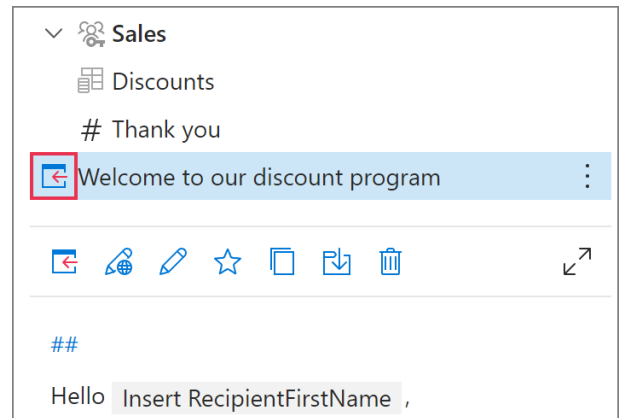 Sales
Discounts
# Thank you
Welcome to our discount program
##
Hello Insert RecipientFirstName ,